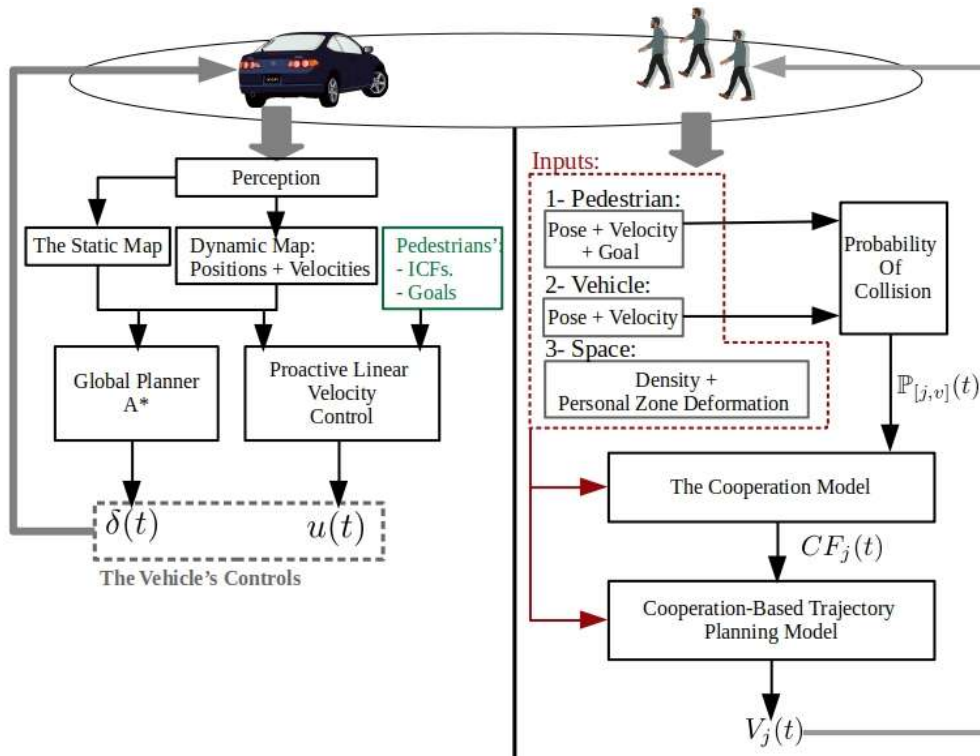 Perception
The Static Map
Dynamic Map:
Positions + Velocities
Pedestrians':
- ICFs.
- Goals
Global Planner
A*
Proactive Linear
Velocity
Control
δ(t)
u(t)
The Vehicle's Controls
Inputs:
1- Pedestrian:
Pose + Velocity
+ Goal
2- Vehicle:
Pose + Velocity
3- Space:
Density +
Personal Zone Deformation
Probability
Of
Collision
ℙ[j,v](t)
The Cooperation Model
CFj(t)
Cooperation-Based Trajectory
Planning Model
Vj(t)